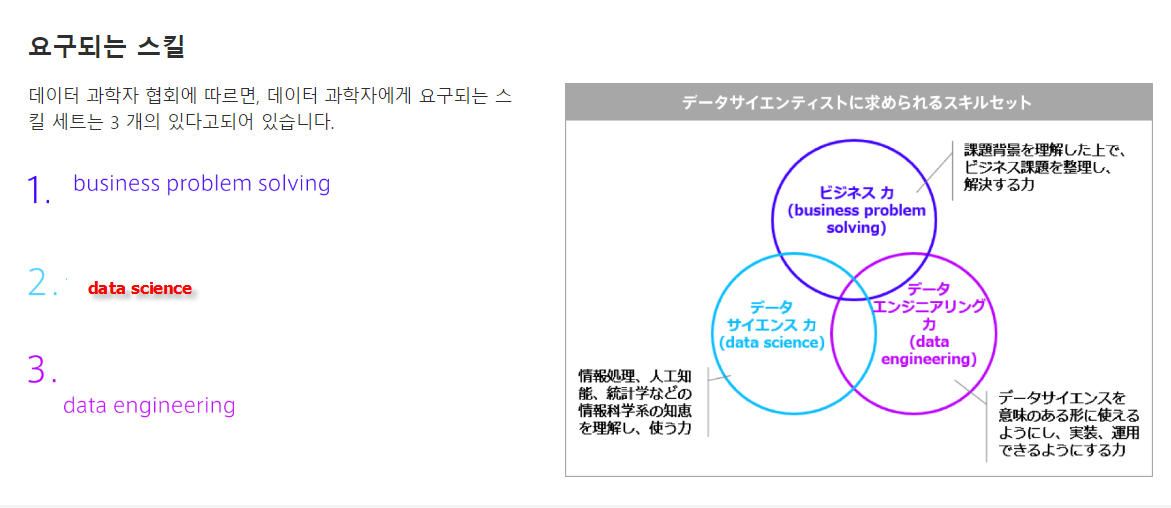 요구되는 스킬
데이터 과학자 협회에 따르면, 데이터 과학자에게 요구되는 스
킬 세트는 3 개의 있다고되어 있습니다.
1. business problem solving
2. data science
3.
data engineering
データサイエンティストに求められるスキルセット
課題背景を理解した上で、
ビジネス課題を整理し、
解決する力
ビジネス 力
(business problem
solving)
データ
サイエンス 力
(data science)
データ
エンジニアリング
力
(data
engineering)
情報処理、人工知
能、統計学などの
情報科学系の知恵
を理解し、使う力
データサイエンスを
意味のある形に使える
ようにし、実装、運用
できるようにする力